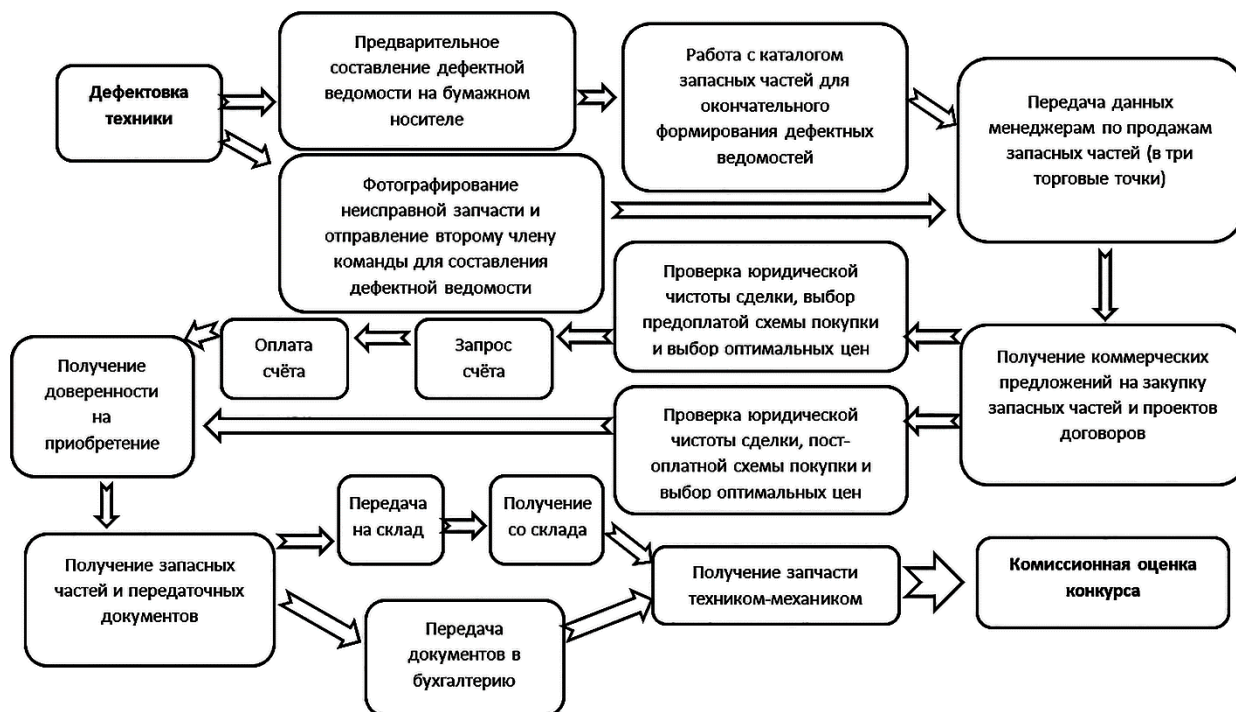 Дефектовка
техники
Предварительное
составление дефектной
ведомости на бумажном
носителе
Работа с каталогом
запасных частей для
окончательного
формирования дефектных
ведомостей
Передача данных
менеджерам по продажам
запасных частей (в три
торговые точки)
Фотографирование
неисправной запчасти и
отправление второму члену
команды для составления
дефектной ведомости
Проверка юридической
чистоты сделки, выбор
предоплатой схемы покупки
и выбор оптимальных цен
Получение коммерческих
предложений на закупку
запасных частей и проектов
договоров
Запрос
счёта
Оплата
счёта
Получение
доверенности
на
приобретение
Проверка юридической
чистоты сделки, пост-
оплатной схемы покупки и
выбор оптимальных цен
Получение запасных
частей и передаточных
документов
Передача
на склад
Получение
со склада
Передача
документов в
бухгалтерию
Получение запчасти
техником-механиком
Комиссионная оценка
конкурса